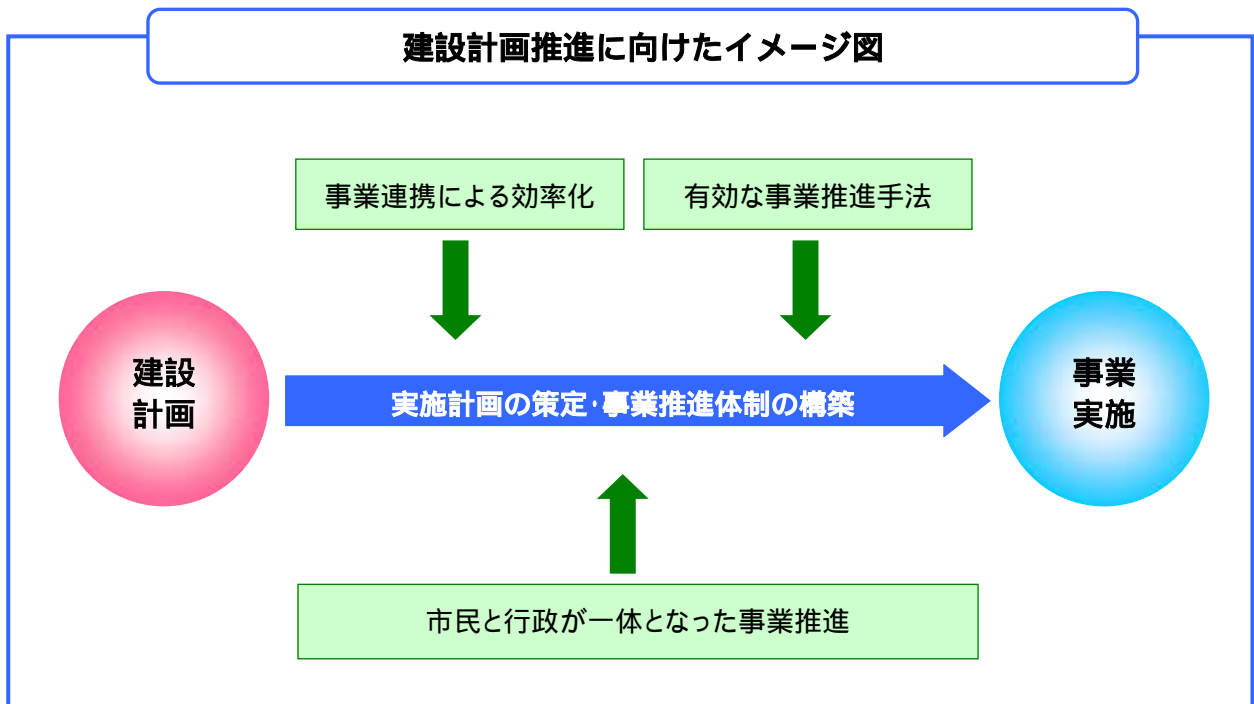 建設計画推進に向けたイメージ図
事業連携による効率化
有効な事業推進手法
建設
計画
実施計画の策定・事業推進体制の構築
事業
実施
市民と行政が一体となった事業推進